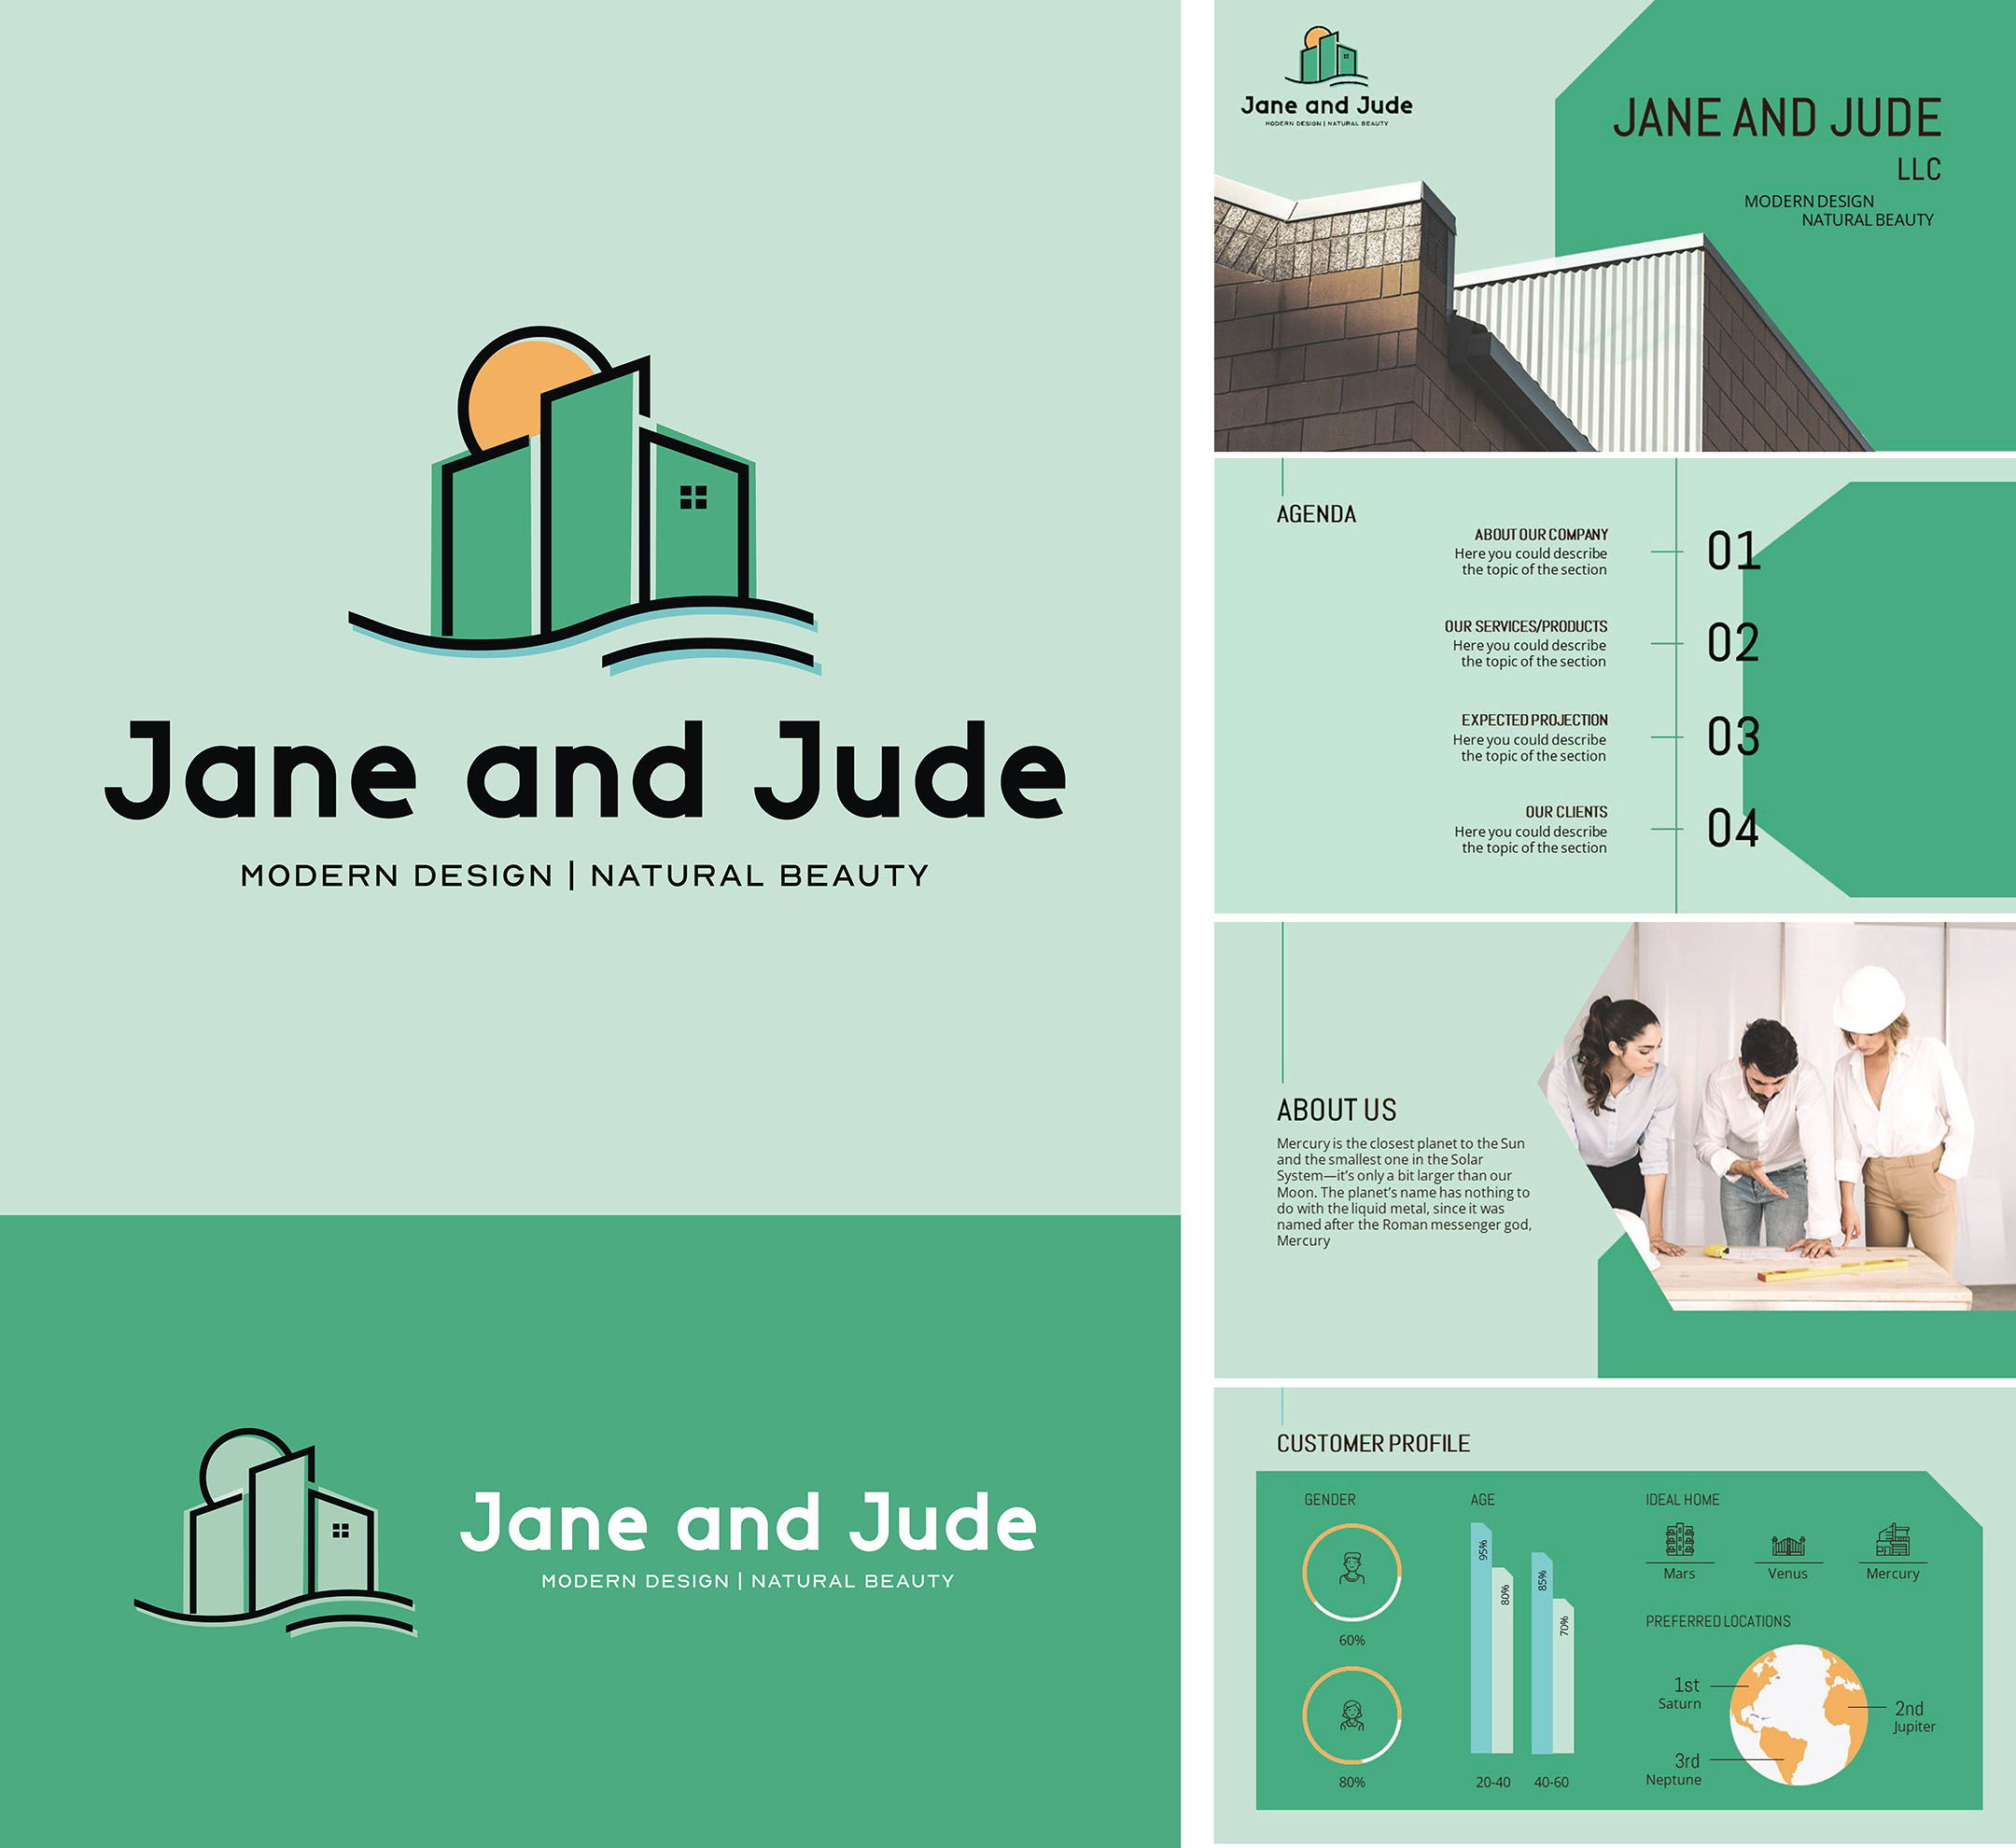 Jane and Jude
MODERN DESIGN | NATURAL BEAUTY
Jane and Jude
MODERN DESIGN | NATURAL BEAUTY
Jane and Jude
MODERN DESIGN | NATURAL BEAUTY
JANE AND JUDE
LLC
MODERN DESIGN
NATURAL BEAUTY
AGENDA
ABOUT OUR COMPANY
Here you could describe
the topic of the section
01
OUR SERVICES/PRODUCTS
Here you could describe
the topic of the section
02
EXPECTED PROJECTION
Here you could describe
the topic of the section
03
OUR CLIENTS
Here you could describe
the topic of the section
04
ABOUT US
Mercury is the closest planet to the Sun
and the smallest one in the Solar
System—it's only a bit larger than our
Moon. The planet's name has nothing to
do with the liquid metal, since it was
named after the Roman messenger god,
Mercury
CUSTOMER PROFILE
GENDER
60%
80%
AGE
95%
80%
85%
70%
20-40
40-60
IDEAL HOME
Mars
Venus
Mercury
PREFERRED LOCATIONS
1st
Saturn
2nd
Jupiter
3rd
Neptune